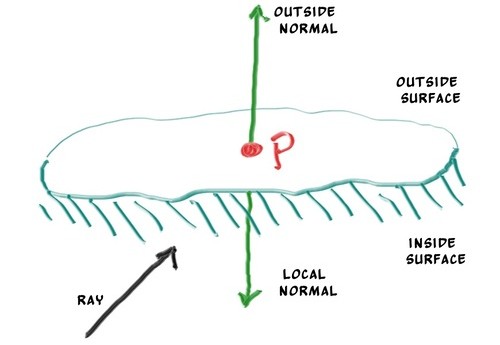 OUTSIDE
NORMAL
OUTSIDE
SURFACE
P
INSIDE
SURFACE
LOCAL
NORMAL
RAY